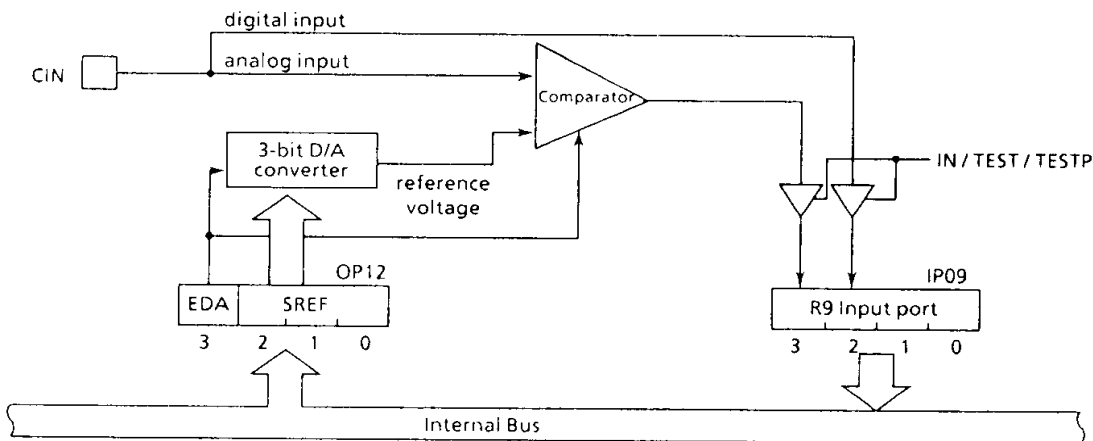 digital input
CIN
analog input
Comparator
3-bit D/A
converter
IN / TEST / TESTP
reference
voltage
OP12
IP09
EDA
SREF
R9 Input port
3 2 1 0
3 2 1 0
Internal Bus